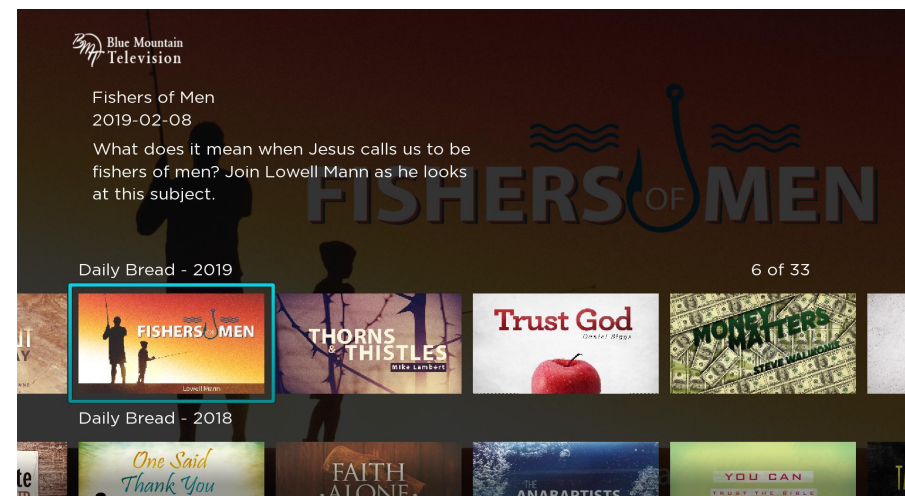 Blue Mountain
Television
Fishers of Men
2019-02-08
What does it mean when Jesus calls us to be
fishers of men? Join Lowell Mann as he looks
at this subject.
FISHERS OF MEN
Daily Bread - 2019
6 of 33
FISHERS OF MEN
Lowell Mann
THORNS
& THISTLES
Mike Lambert
Trust God
Daniel Biggs
MONEY
MATTERS
Daily Bread - 2018
One Said
Thank You
FAITH
ALONE
THE
ANABAPTISTS
YOU CAN
TRUST THE BIBLE